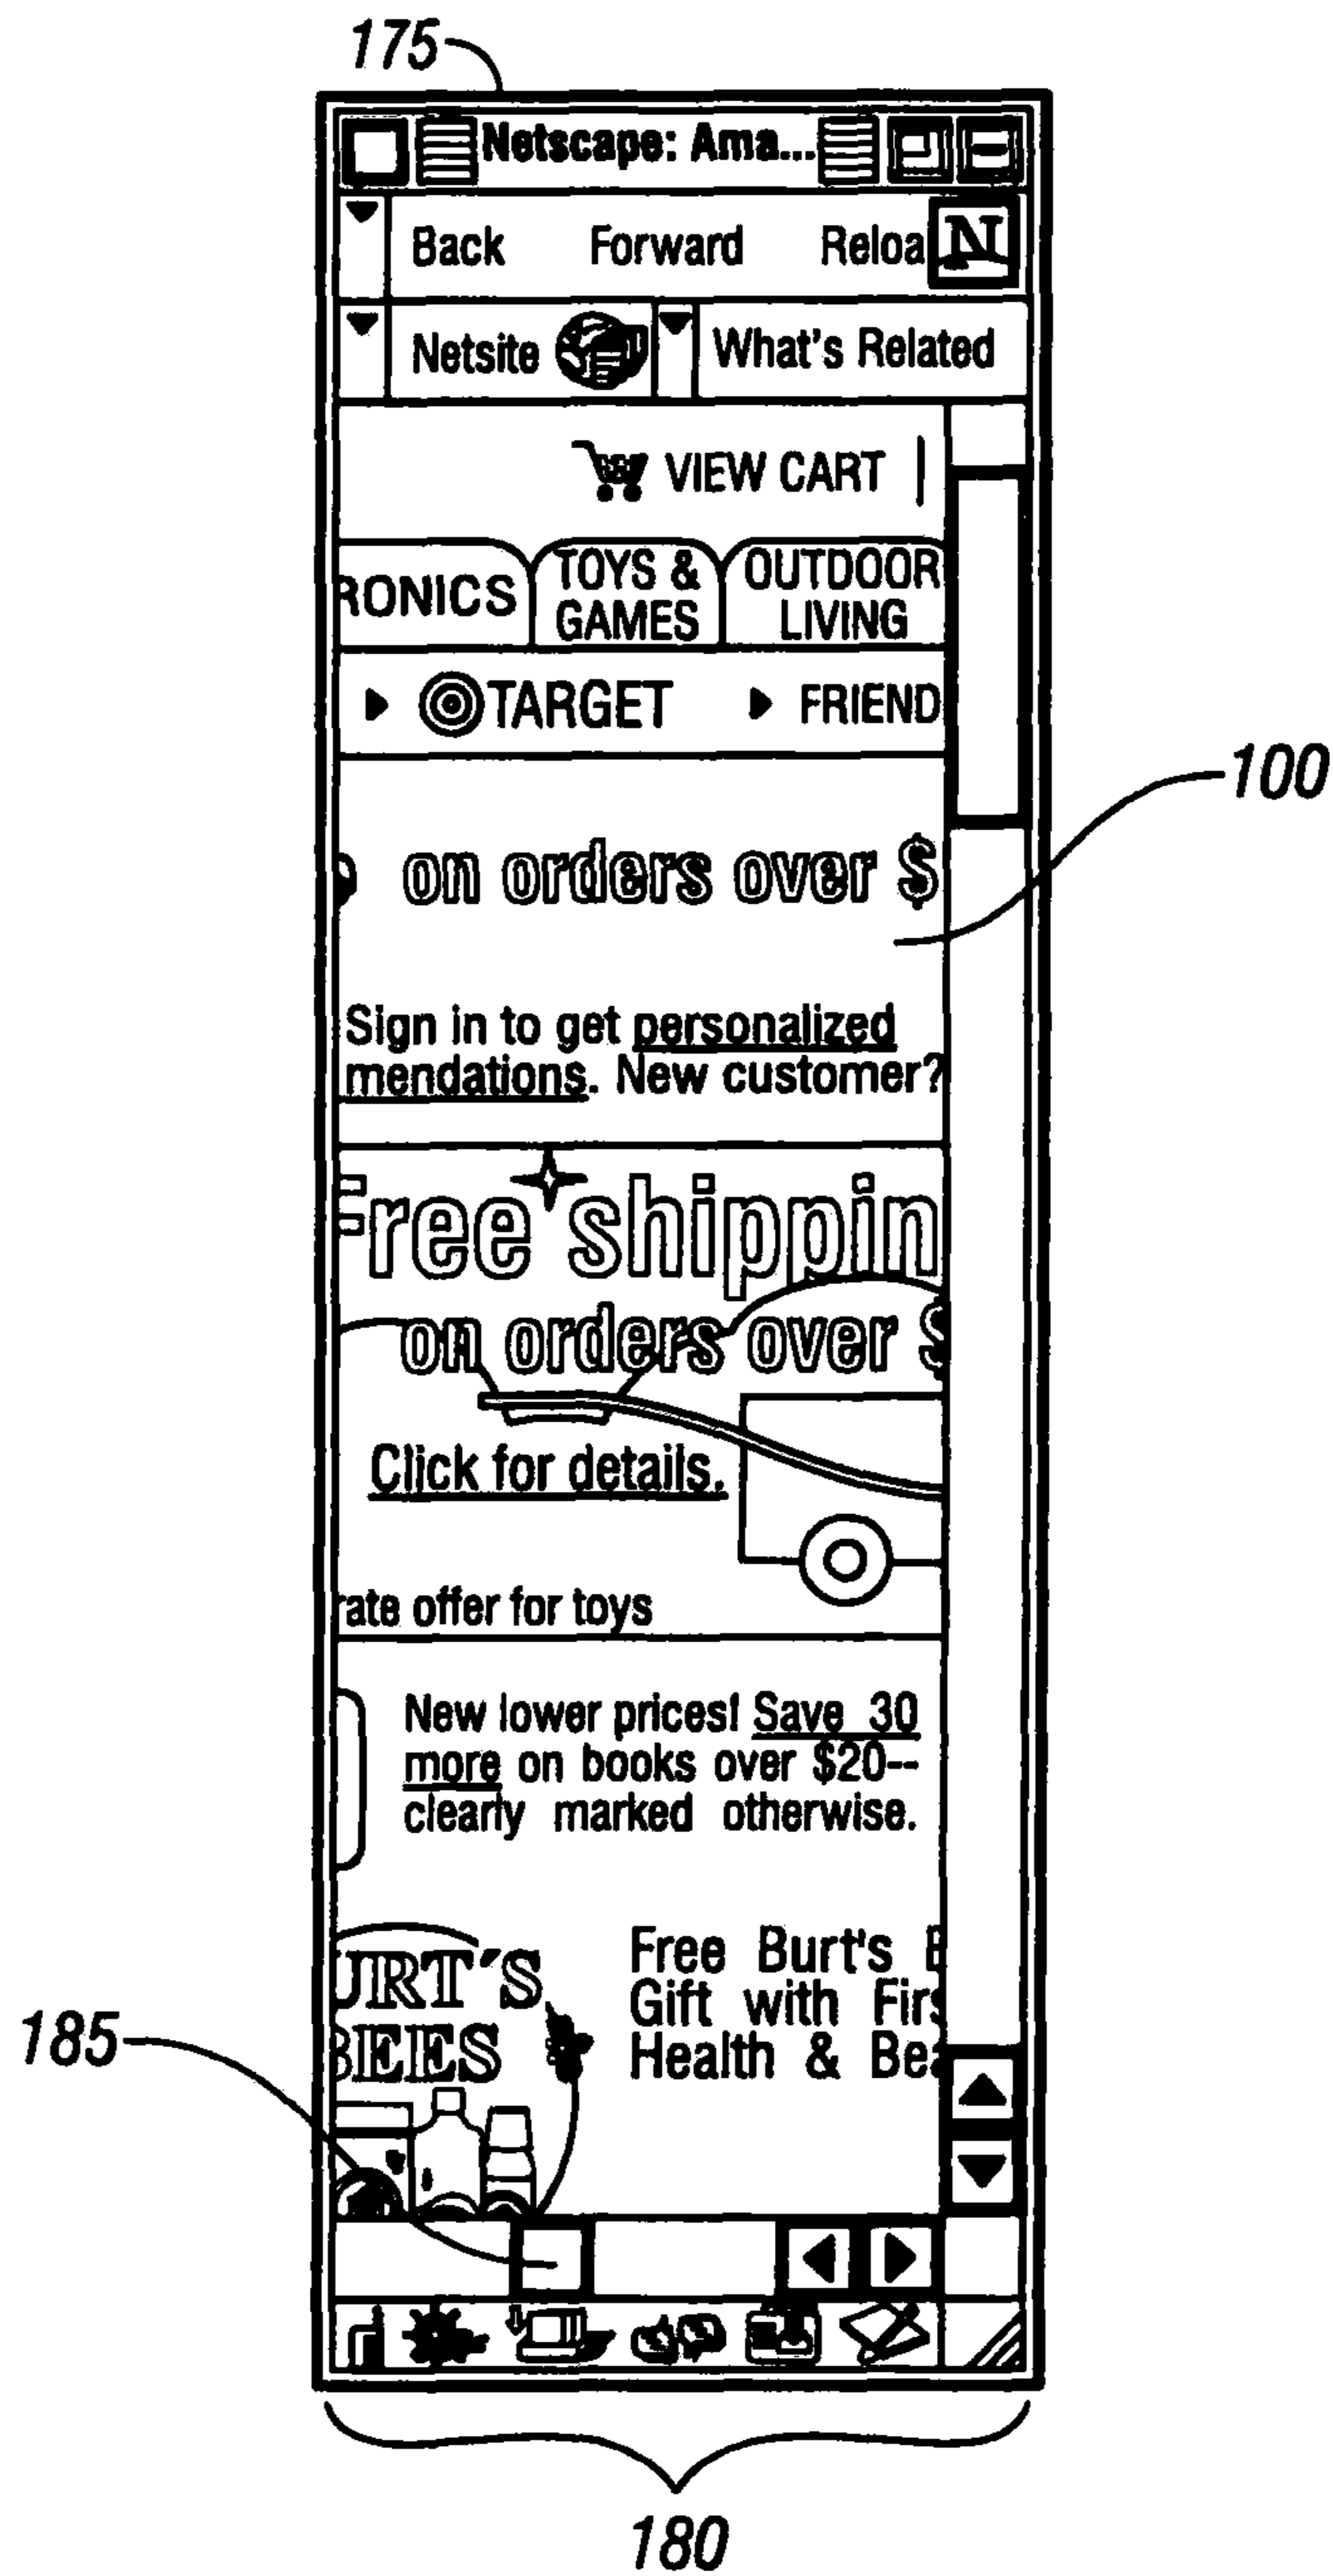 175
Netscape: Ama...
Back Forward Reloa N
Netsite What's Related
VIEW CART |
RONICS TOYS & GAMES OUTDOOR LIVING
TARGET FRIEND
100
on orders over $
Sign in to get personalized
mendations. New customer?
Free shippin
on orders over $
Click for details.
rate offer for toys
New lower prices! Save 30
more on books over $20--
clearly marked otherwise.
URT'S
BEES
Free Burt's B
Gift with Firs
Health & Bea
185
180